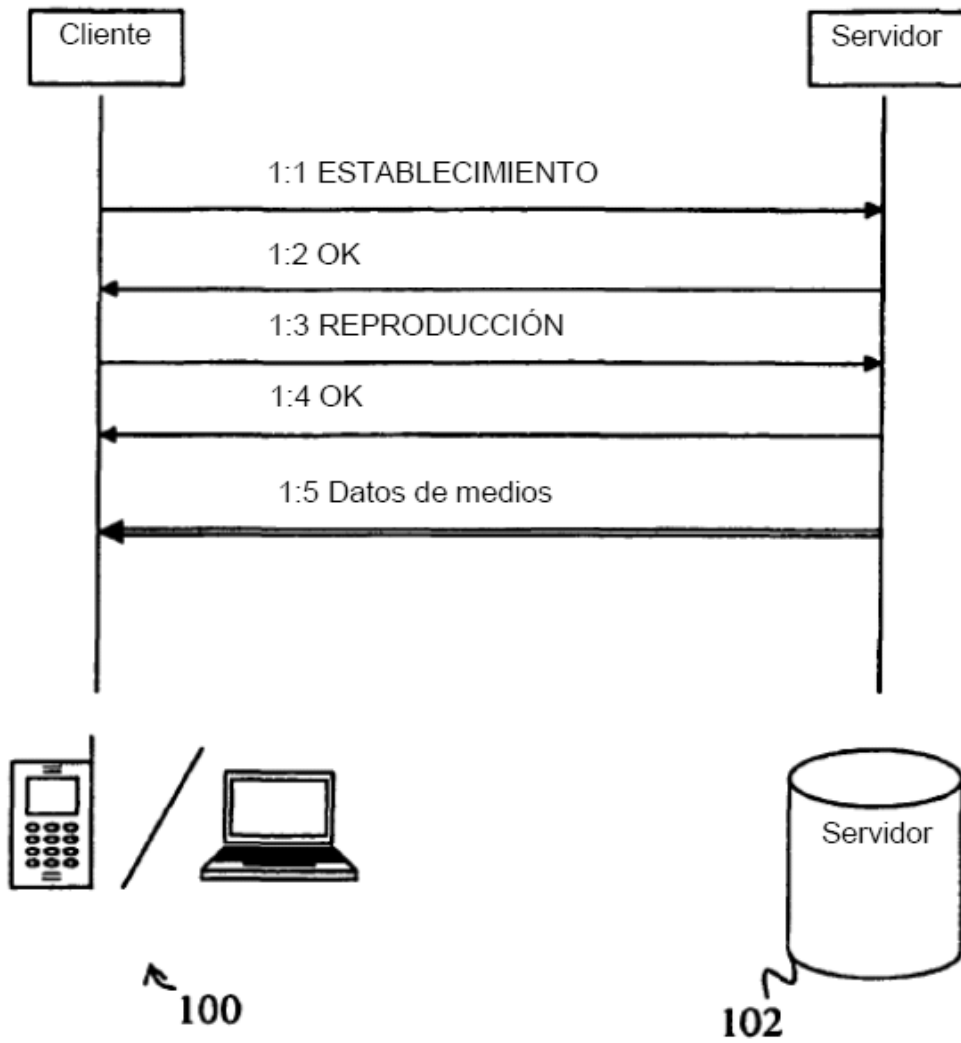 Cliente
Servidor
1:1 ESTABLECIMIENTO
1:2 OK
1:3 REPRODUCCIÓN
1:4 OK
1:5 Datos de medios
Servidor
100
102